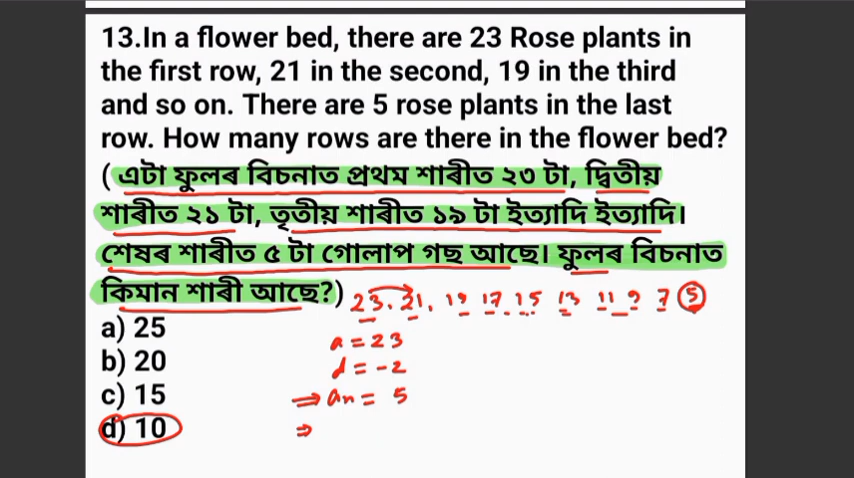 13.In a flower bed, there are 23 Rose plants in
the first row, 21 in the second, 19 in the third
and so on. There are 5 rose plants in the last
row. How many rows are there in the flower bed?
( এটা ফুলৰ বিচনাত প্ৰথম শাৰীত ২৩ টা, দ্বিতীয়
শাৰীত ২১ টা, তৃতীয় শাৰীত ১৯ টা ইত্যাদি ইত্যাদি।
শেষৰ শাৰীত ৫ টা গোলাপ গছ আছে। ফুলৰ বিচনাত
কিমান শাৰী আছে?) 23, 21, 19 17 15 13 11 9 7 5
a) 25
a = 23
b) 20
d = -2
c) 15
⇒ an = 5
d) 10
⇒